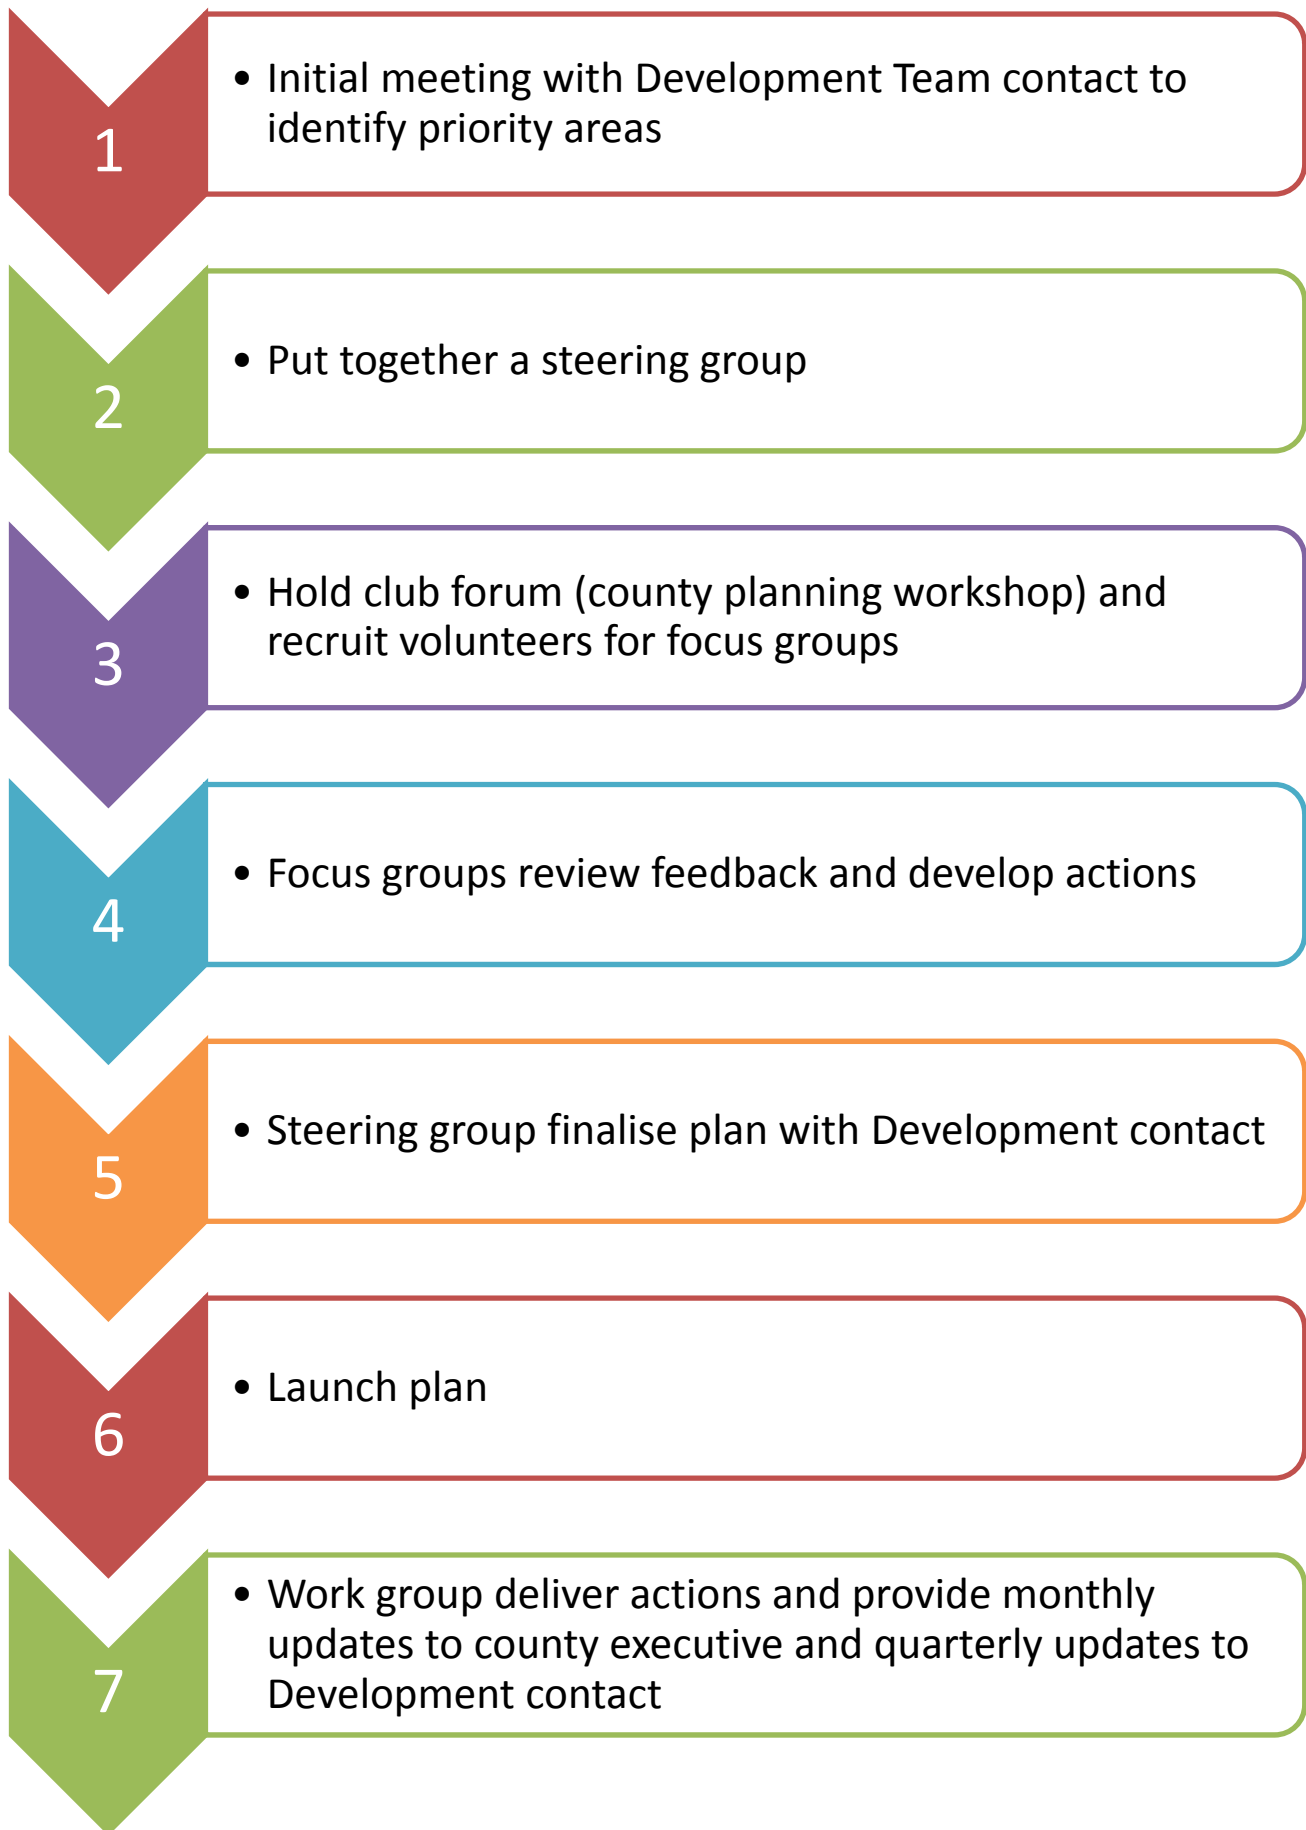 1
• Initial meeting with Development Team contact to
identify priority areas
2
• Put together a steering group
3
• Hold club forum (county planning workshop) and
recruit volunteers for focus groups
4
• Focus groups review feedback and develop actions
5
• Steering group finalise plan with Development contact
6
• Launch plan
7
• Work group deliver actions and provide monthly
updates to county executive and quarterly updates to
Development contact